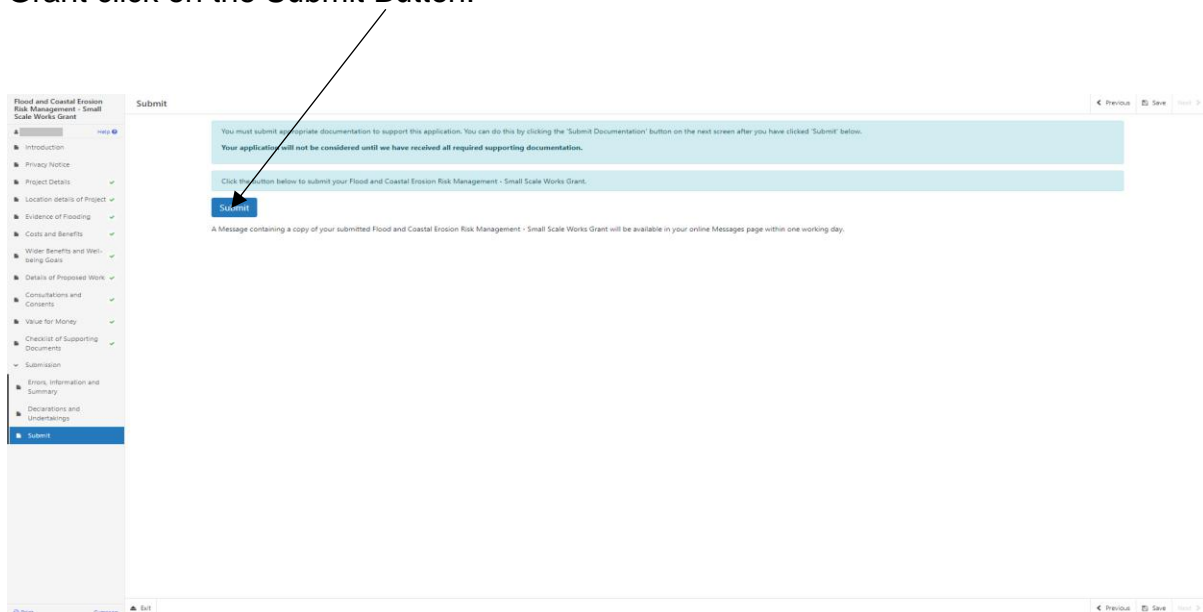 Grant click on the Submit Button.
Flood and Coastal Erosion
Risk Management - Small
Scale Works Grant
Submit
Previous
Save
Next
Help
Introduction
Privacy Notice
Project Details
Location details of Project
Evidence of Flooding
Costs and Benefits
Wider Benefits and Well-
being Goals
Details of Proposed Work
Consultations and
Consents
Value for Money
Checklist of Supporting
Documents
Submission
Errors, Information and
Summary
Declarations and
Undertakings
Submit
You must submit appropriate documentation to support this application. You can do this by clicking the 'Submit Documentation' button on the next screen after you have clicked 'Submit' below.
Your application will not be considered until we have received all required supporting documentation.
Click the button below to submit your Flood and Coastal Erosion Risk Management - Small Scale Works Grant.
Submit
A Message containing a copy of your submitted Flood and Coastal Erosion Risk Management - Small Scale Works Grant will be available in your online Messages page within one working day.
Exit
Previous
Save
Next